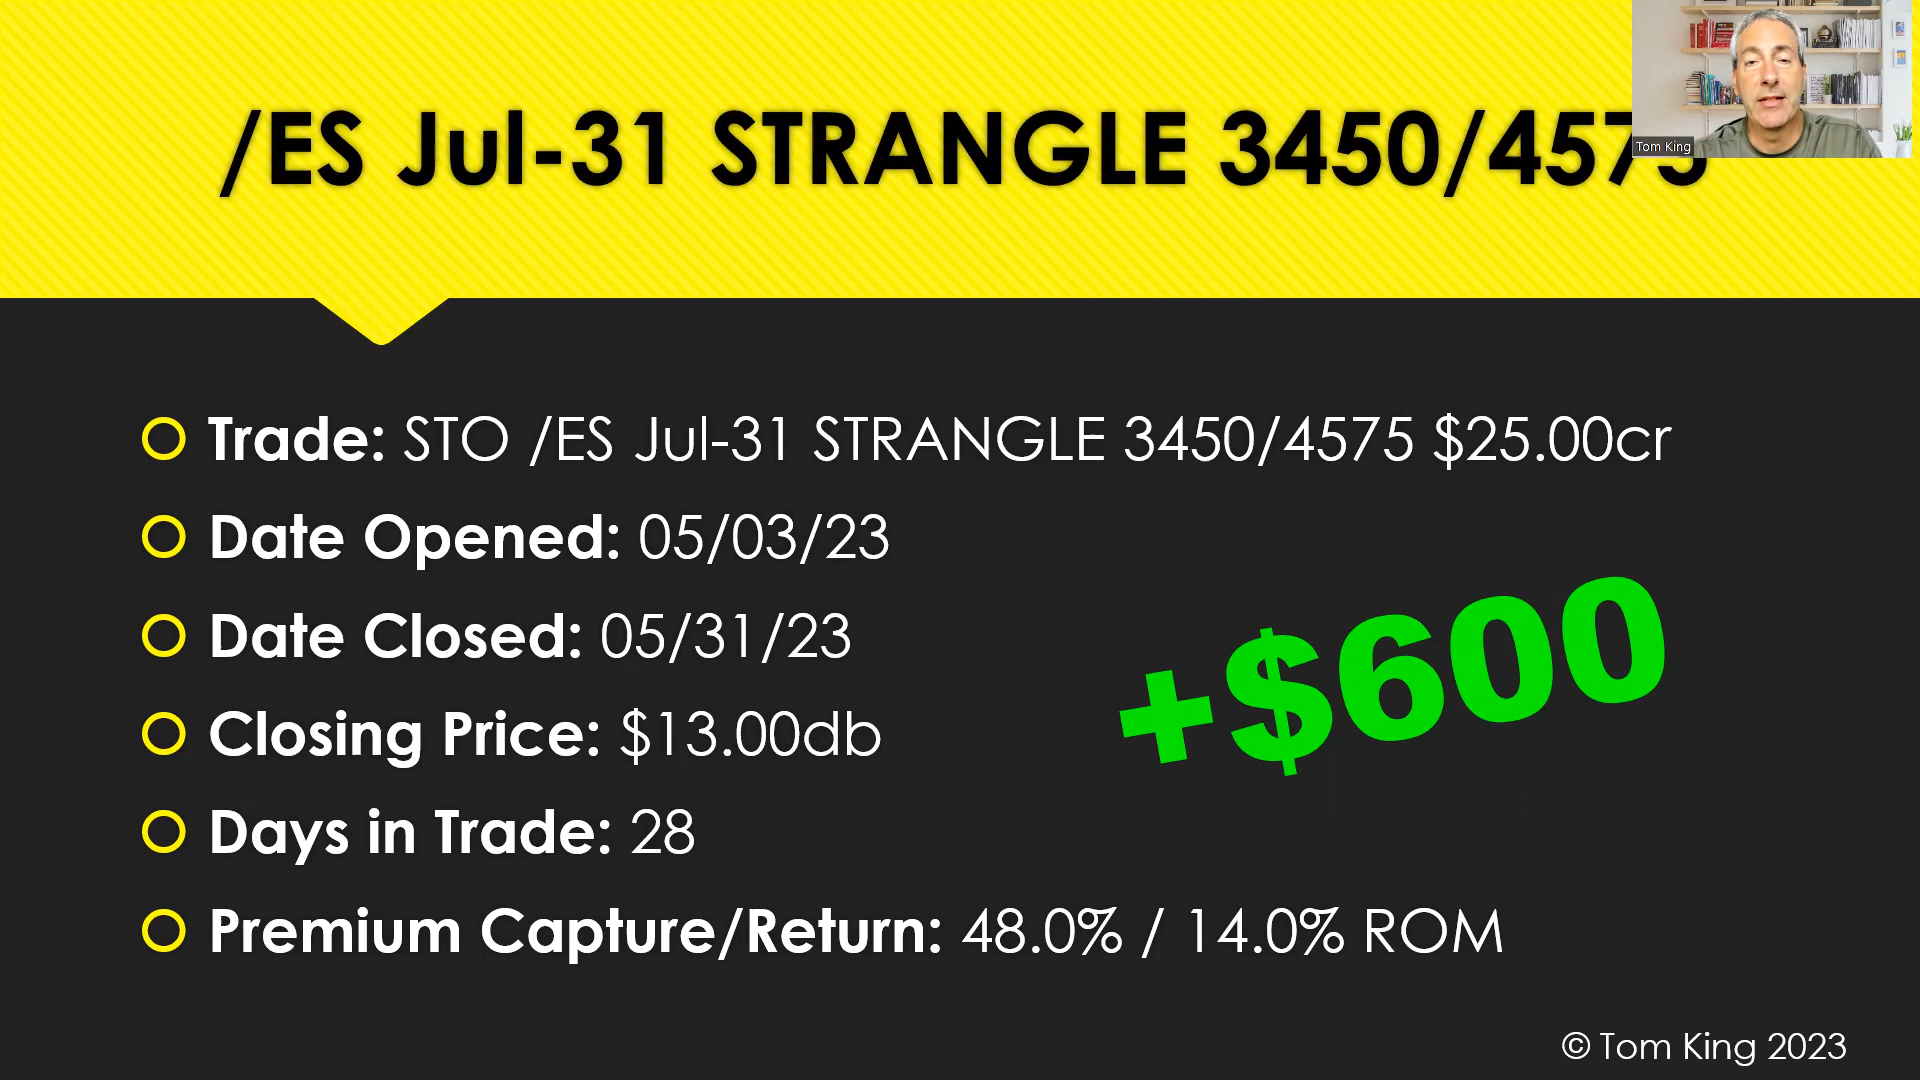 /ES Jul-31 STRANGLE 3450/4575
Tom King
Trade: STO /ES Jul-31 STRANGLE 3450/4575 $25.00cr
Date Opened: 05/03/23
Date Closed: 05/31/23
+$600
Closing Price: $13.00db
Days in Trade: 28
Premium Capture/Return: 48.0% / 14.0% ROM
© Tom King 2023